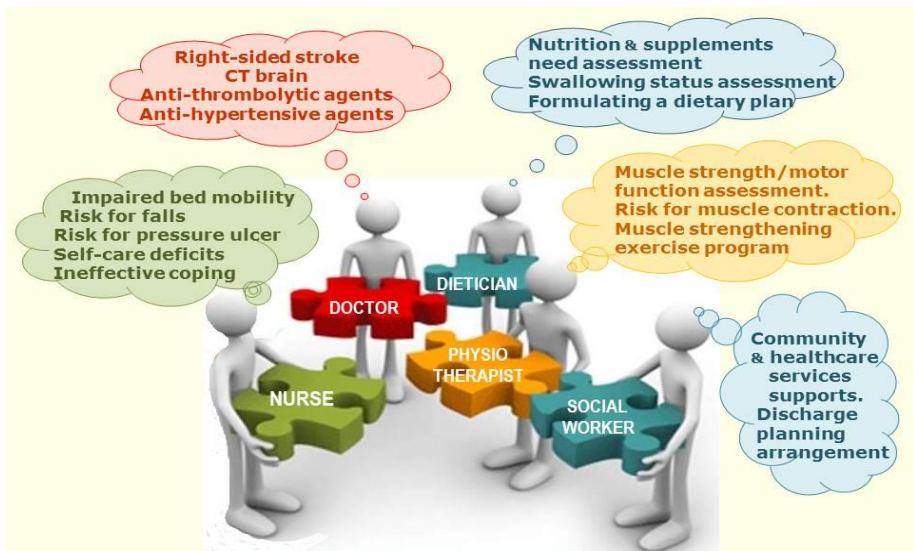 Right-sided stroke
CT brain
Anti-thrombolytic agents
Anti-hypertensive agents
Nutrition & supplements
need assessment
Swallowing status assessment
Formulating a dietary plan
Impaired bed mobility
Risk for falls
Risk for pressure ulcer
Self-care deficits
Ineffective coping
Muscle strength/motor
function assessment.
Risk for muscle contraction.
Muscle strengthening
exercise program
DOCTOR
DIETICIAN
NURSE
PHYSIO
THERAPIST
SOCIAL
WORKER
Community
& healthcare
services
supports.
Discharge
planning
arrangement